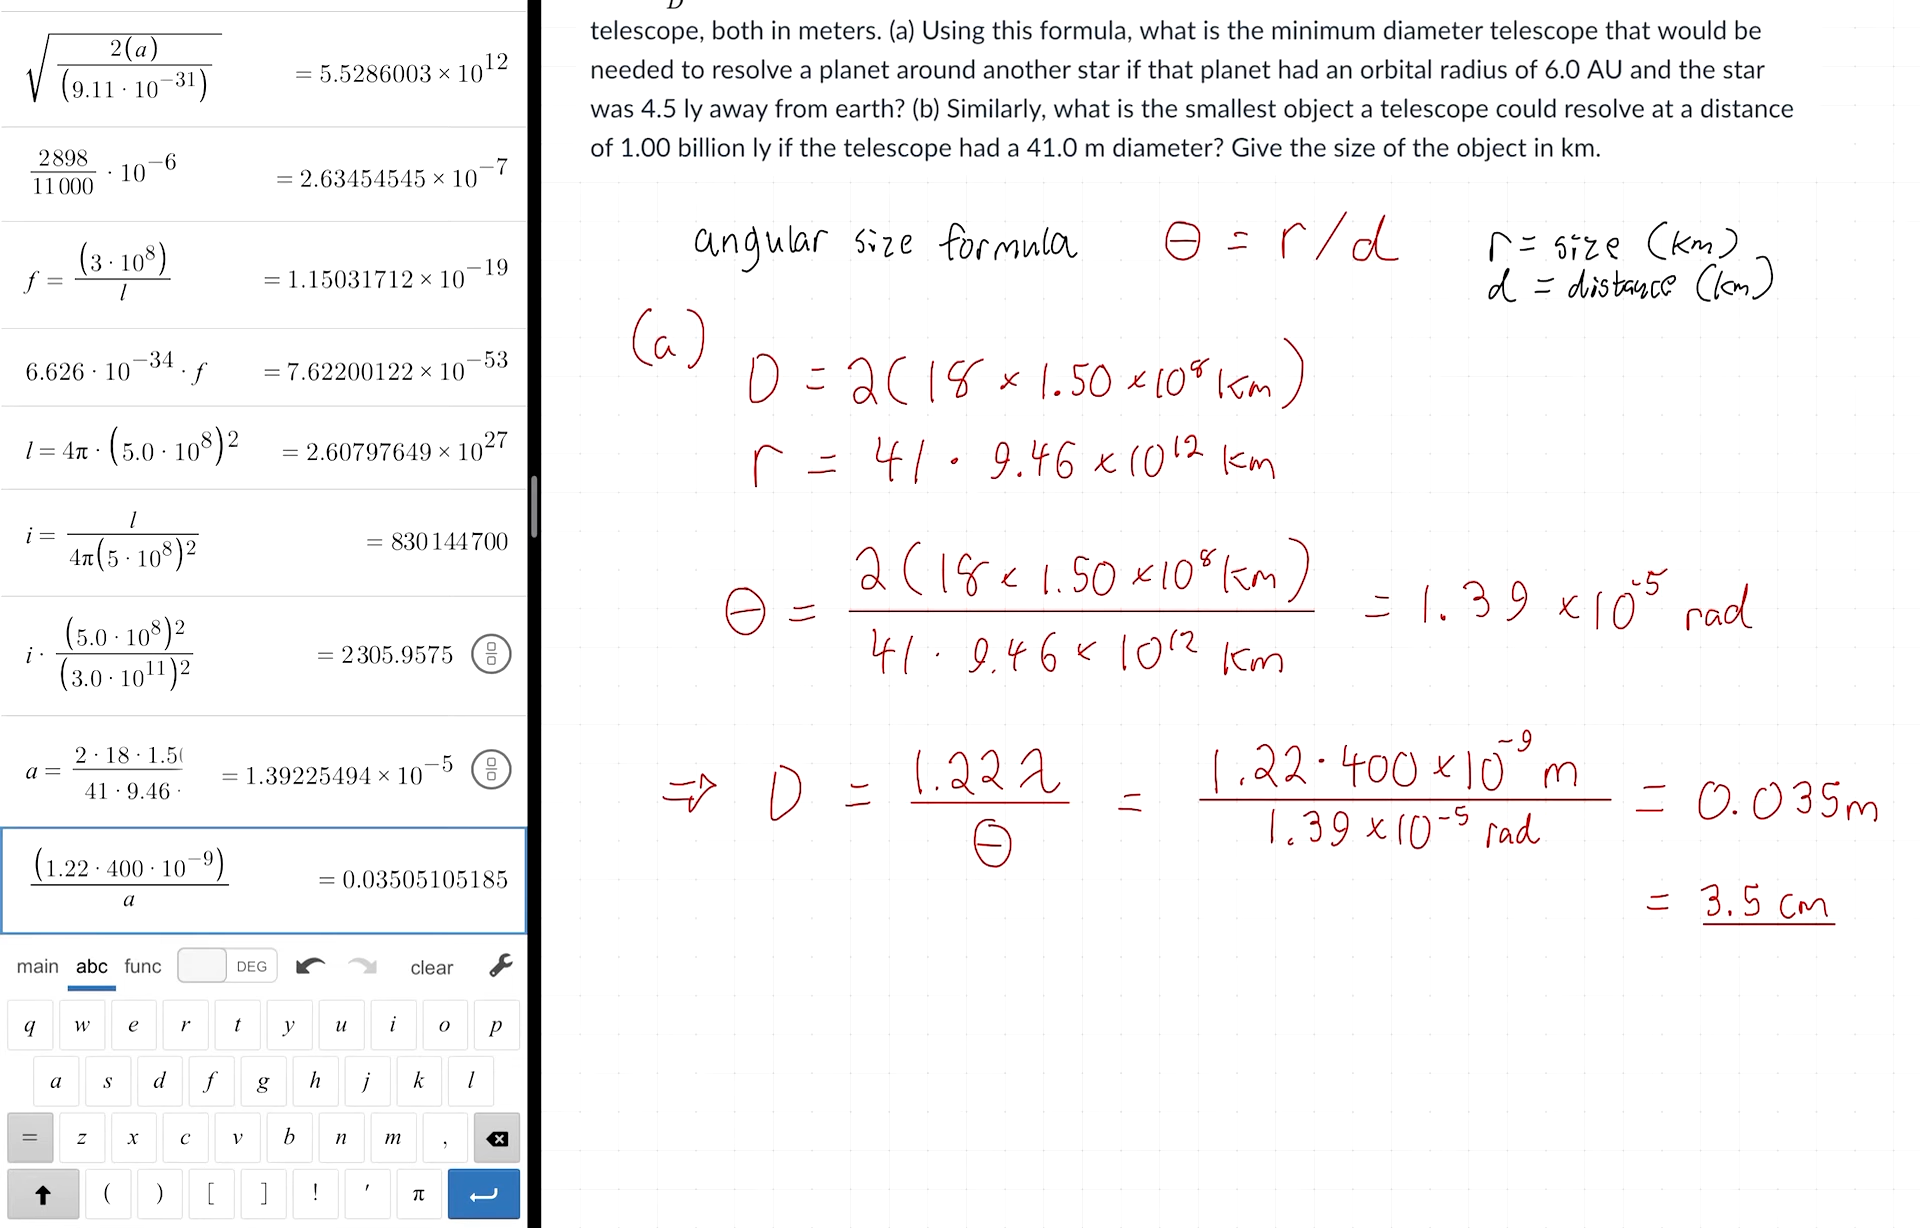 √(2(a)/(9.11 · 10^−31)) = 5.5286003 × 10^12
2898/11000 · 10^−6 = 2.63454545 × 10^−7
f = (3 · 10^8)/l = 1.15031712 × 10^−19
6.626 · 10^−34 · f = 7.62200122 × 10^−53
l = 4π · (5.0 · 10^8)2 = 2.60797649 × 10^27
i = l/4π(5 · 10^8)2 = 830144700
i · (5.0 · 10^8)2/(3.0 · 10^11)2 = 2305.9575
a = 2 · 18 · 1.5(/41 · 9.46 · = 1.39225494 × 10^−5
(1.22 · 400 · 10^−9)/a = 0.03505105185
main abc func DEG clear
q w e r t y u i o p
a s d f g h j k l
= z x c v b n m ,
( ) [ ] ! ′ π
D
telescope, both in meters. (a) Using this formula, what is the minimum diameter telescope that would be
needed to resolve a planet around another star if that planet had an orbital radius of 6.0 AU and the star
was 4.5 ly away from earth? (b) Similarly, what is the smallest object a telescope could resolve at a distance
of 1.00 billion ly if the telescope had a 41.0 m diameter? Give the size of the object in km.
angular size formula θ = r/d r = size (km)
d = distance (km)
(a)
D = 2(18 × 1.50 × 10^8 km)
r = 41 · 9.46 × 10^12 km
θ = 2(18 × 1.50 × 10^8 km)/41 · 9.46 × 10^12 km = 1.39 × 10^-5 rad
⇒ D = 1.22λ/θ = 1.22 · 400 × 10^-9 m/1.39 × 10^-5 rad = 0.035m
= 3.5 cm